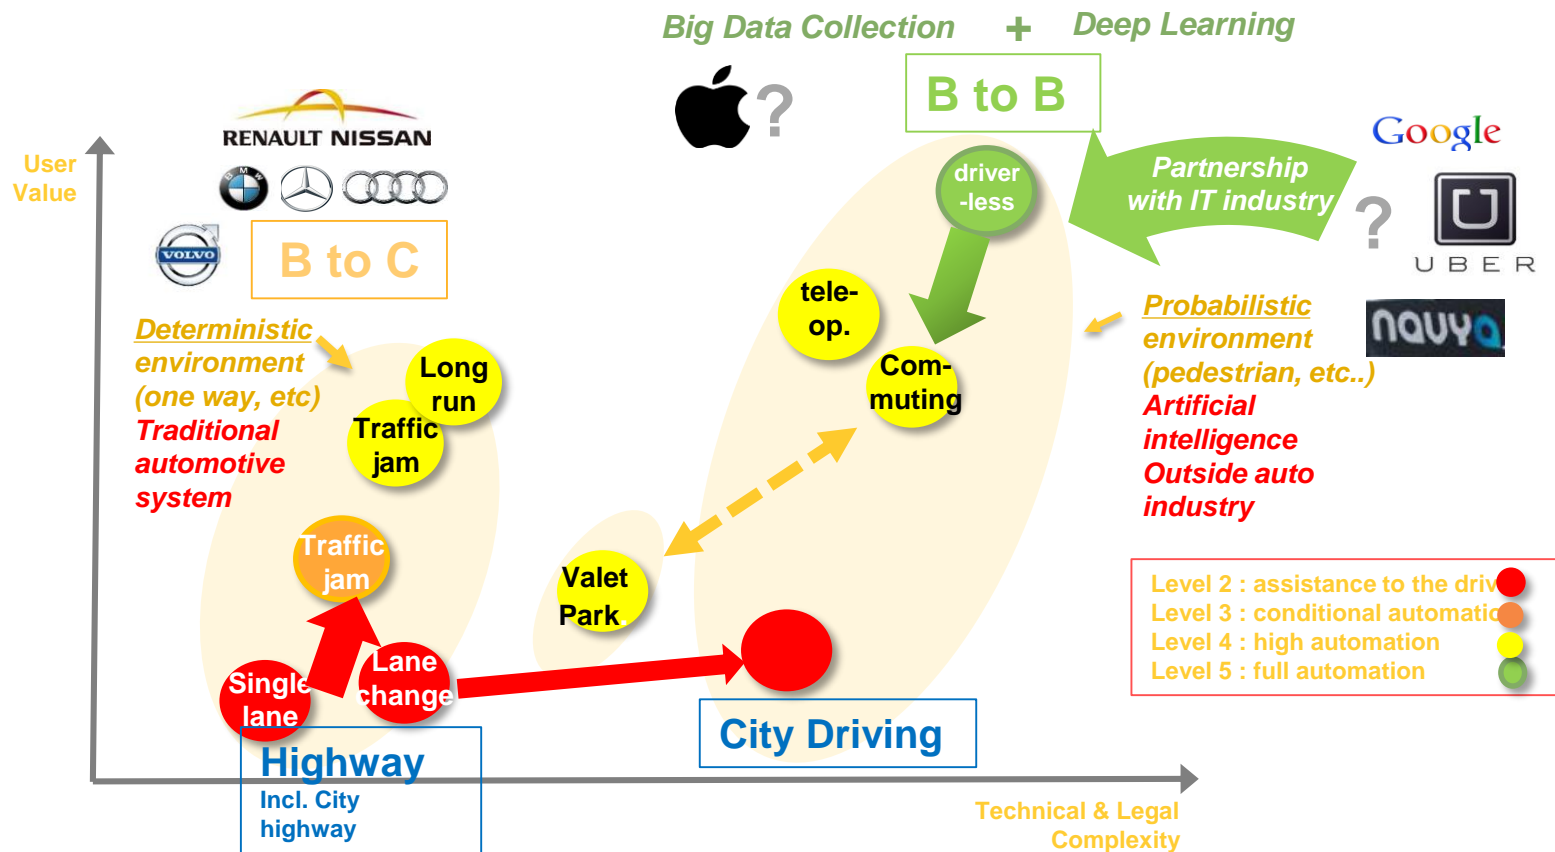 Big Data Collection + Deep Learning
B to B
?
RENAULT NISSAN
BMW
User
Value
VOLVO
B to C
driver
-less
Partnership
with IT industry
?
Google
U
UBER
navya
tele-
op.
Com-
muting
Deterministic
environment
(one way, etc)
Traditional
automotive
system
Long
run
Traffic
jam
Probabilistic
environment
(pedestrian, etc..)
Artificial
intelligence
Outside auto
industry
Traffic
jam
Valet
Park.
Single
lane
Lane
change
Level 2 : assistance to the driv
Level 3 : conditional automatio
Level 4 : high automation
Level 5 : full automation
Highway
Incl. City
highway
City Driving
Technical & Legal
Complexity